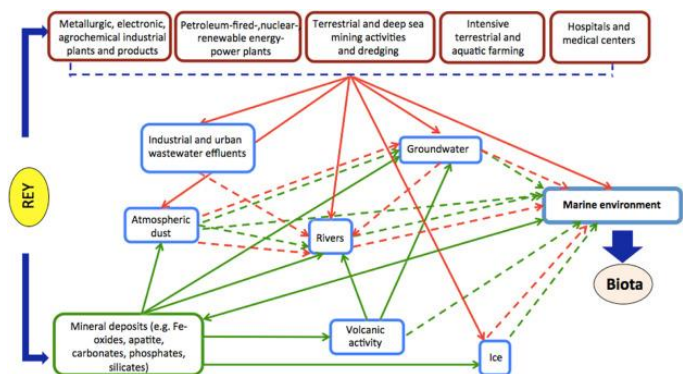 Metallurgic, electronic,
agrochemical industrial
plants and products
Petroleum-fired-,nuclear-
renewable energy-
power plants
Terrestrial and deep sea
mining activities
and dredging
Intensive
terrestrial and
aquatic farming
Hospitals and
medical centers
REY
Industrial and urban
wastewater effluents
Groundwater
Atmospheric
dust
Rivers
Marine environment
Biota
Mineral deposits (e.g. Fe-
oxides, apatite,
carbonates, phosphates,
silicates)
Volcanic
activity
Ice